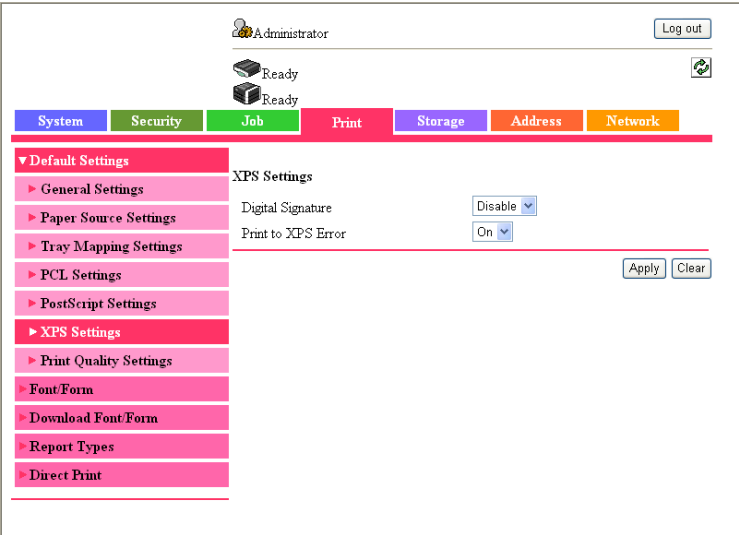 Administrator
Log out
Ready
Ready
System Security Job Print Storage Address Network
Default Settings
General Settings
Paper Source Settings
Tray Mapping Settings
PCL Settings
PostScript Settings
XPS Settings
Print Quality Settings
Font/Form
Download Font/Form
Report Types
Direct Print
XPS Settings
Digital Signature Disable
Print to XPS Error On
Apply Clear